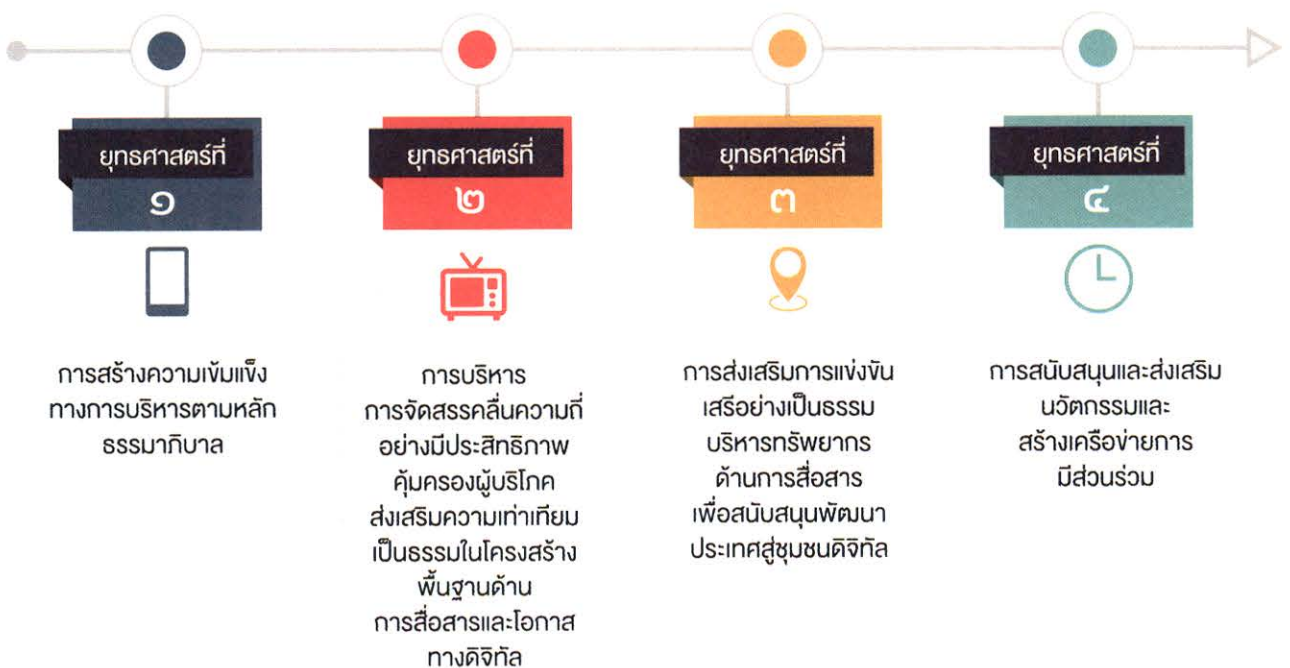 ยุทธศาสตร์ที่
๑
การสร้างความเข้มแข็ง
ทางการบริหารตามหลัก
ธรรมาภิบาล
ยุทธศาสตร์ที่
๒
การบริหาร
การจัดสรรคลื่นความถี่
อย่างมีประสิทธิภาพ
คุ้มครองผู้บริโภค
ส่งเสริมความเท่าเทียม
เป็นธรรมในโครงสร้าง
พื้นฐานด้าน
การสื่อสารและโอกาส
ทางดิจิทัล
ยุทธศาสตร์ที่
๓
การส่งเสริมการแข่งขัน
เสรีอย่างเป็นธรรม
บริหารทรัพยากร
ด้านการสื่อสาร
เพื่อสนับสนุนพัฒนา
ประเทศสู่ชุมชนดิจิทัล
ยุทธศาสตร์ที่
๔
การสนับสนุนและส่งเสริม
นวัตกรรมและ
สร้างเครือข่ายการ
มีส่วนร่วม